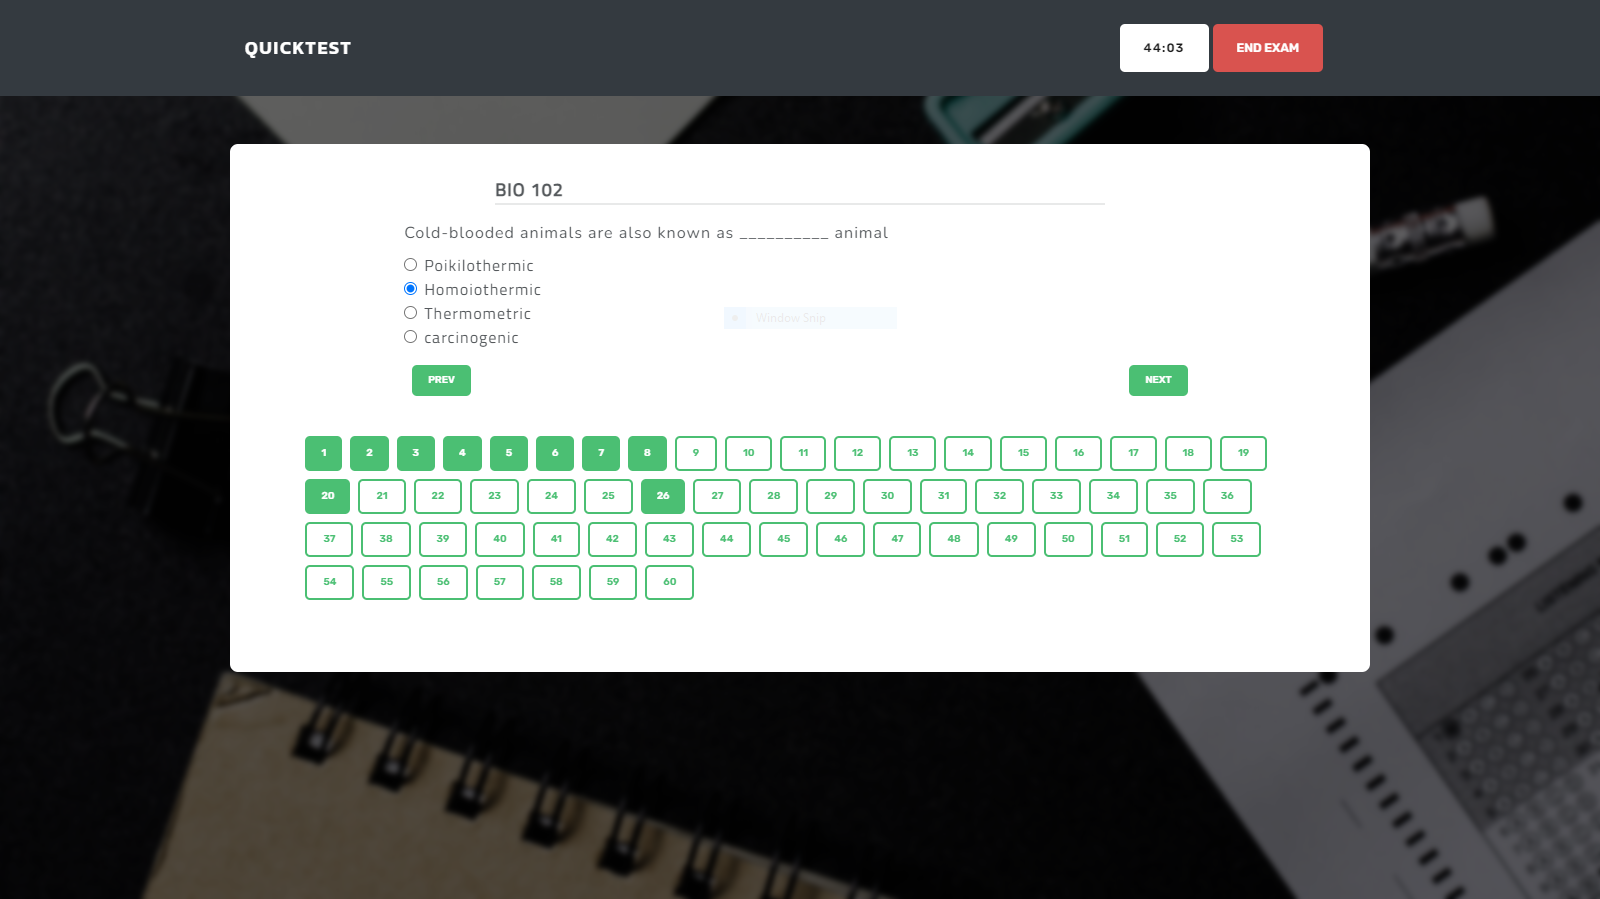 QUICKTEST
44:03 END EXAM
BIO 102
Cold-blooded animals are also known as __________ animal
Poikilothermic
Homoiothermic
Thermometric
Window Snip
carcinogenic
PREV NEXT
1 2 3 4 5 6 7 8 9 10 11 12 13 14 15 16 17 18 19
20 21 22 23 24 25 26 27 28 29 30 31 32 33 34 35 36
37 38 39 40 41 42 43 44 45 46 47 48 49 50 51 52 53
54 55 56 57 58 59 60